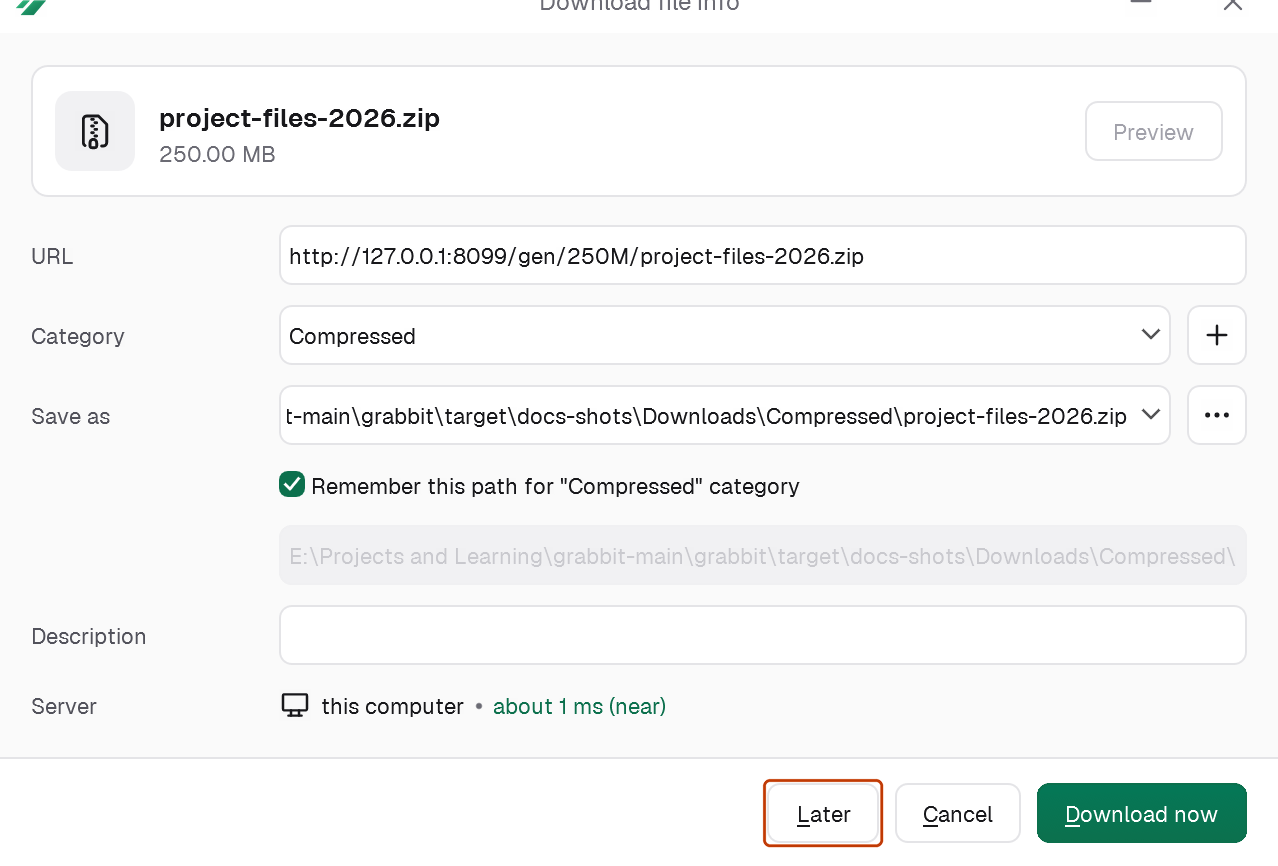 Download file info
project-files-2026.zip
250.00 MB
Preview
URL
http://127.0.0.1:8099/gen/250M/project-files-2026.zip
Category
Compressed
Save as
t-main\grabbit\target\docs-shots\Downloads\Compressed\project-files-2026.zip
Remember this path for "Compressed" category
E:\Projects and Learning\grabbit-main\grabbit\target\docs-shots\Downloads\Compressed\
Description
Server
this computer • about 1 ms (near)
Later
Cancel
Download now